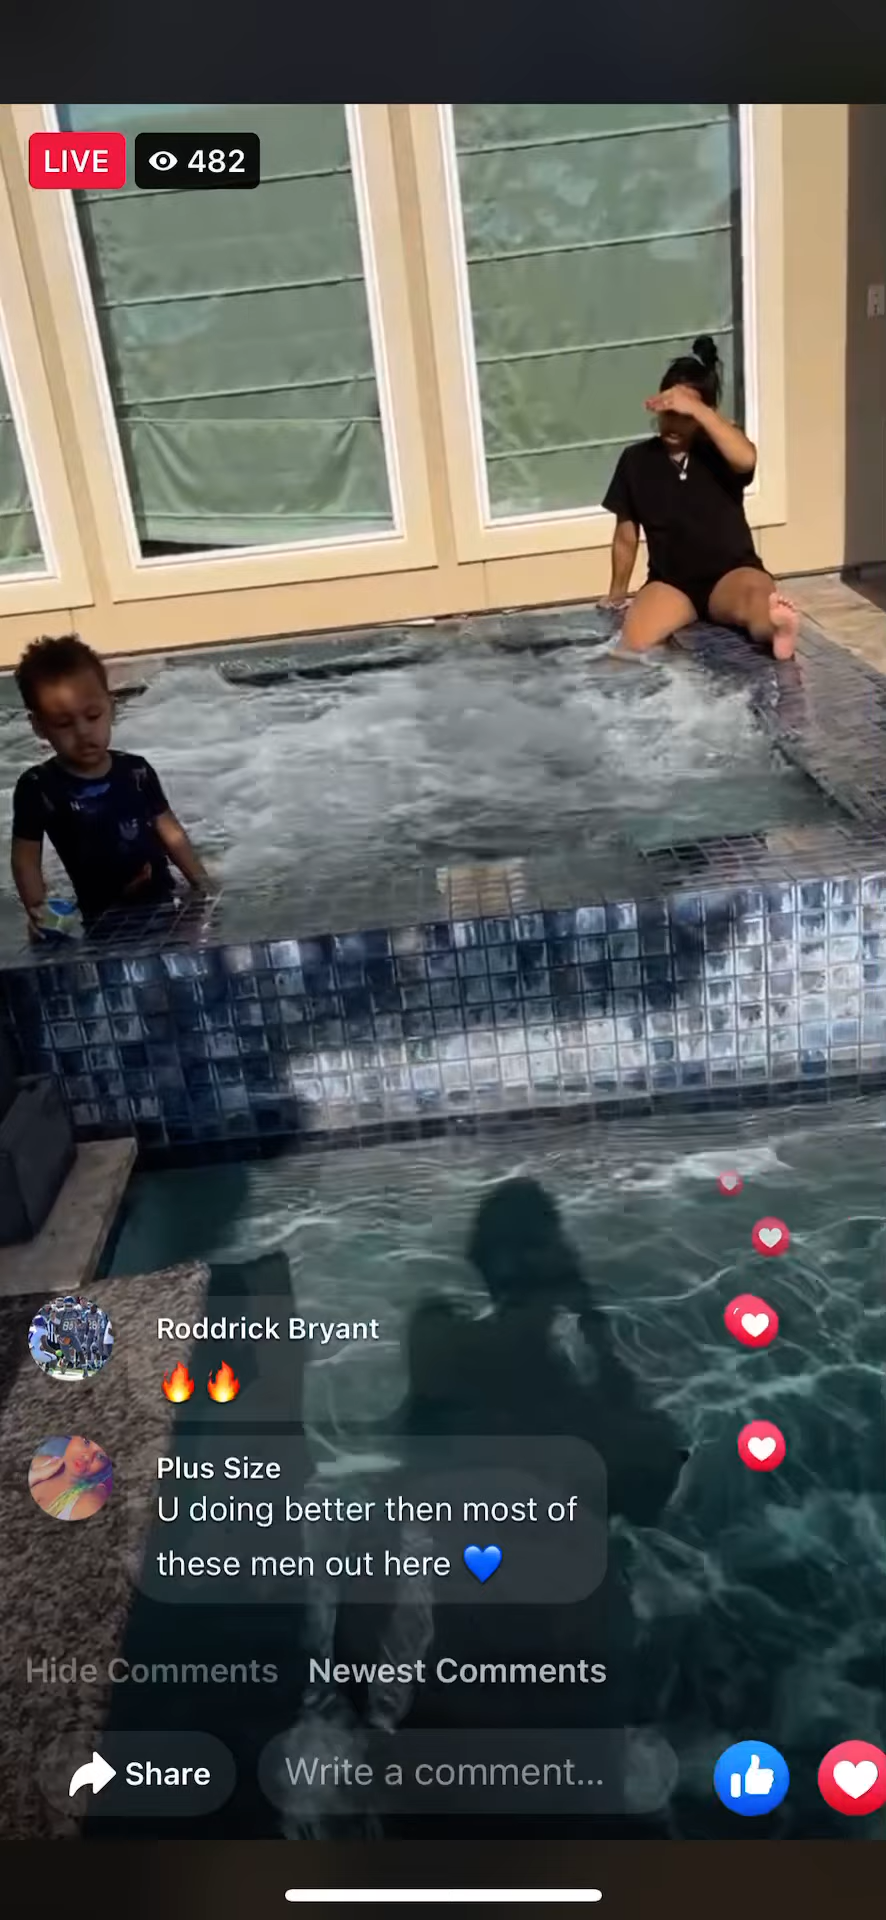 LIVE 482
Roddrick Bryant
🔥🔥
Plus Size
U doing better then most of
these men out here 💙
Hide Comments Newest Comments
Share Write a comment...